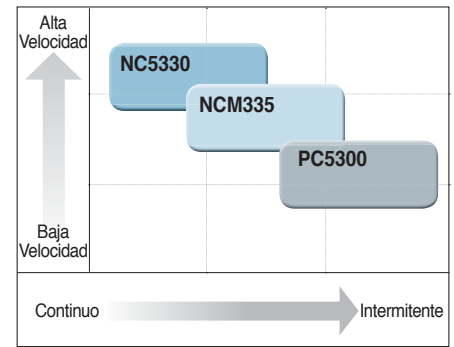 Alta
Velocidad
NC5330
NCM335
PC5300
Baja
Velocidad
Continuo
Intermitente